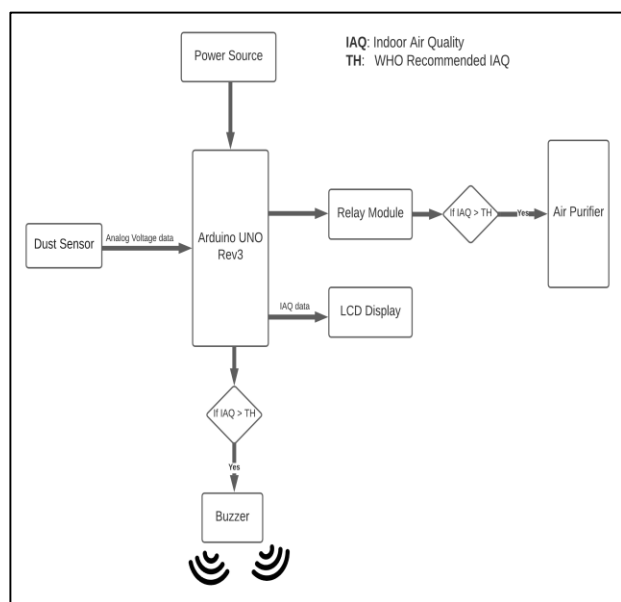 Power Source
IAQ: Indoor Air Quality
TH: WHO Recommended IAQ
Dust Sensor
Analog Voltage data
Arduino UNO
Rev3
Relay Module
If IAQ > TH
Yes
Air Purifier
IAQ data
LCD Display
If IAQ > TH
Yes
Buzzer